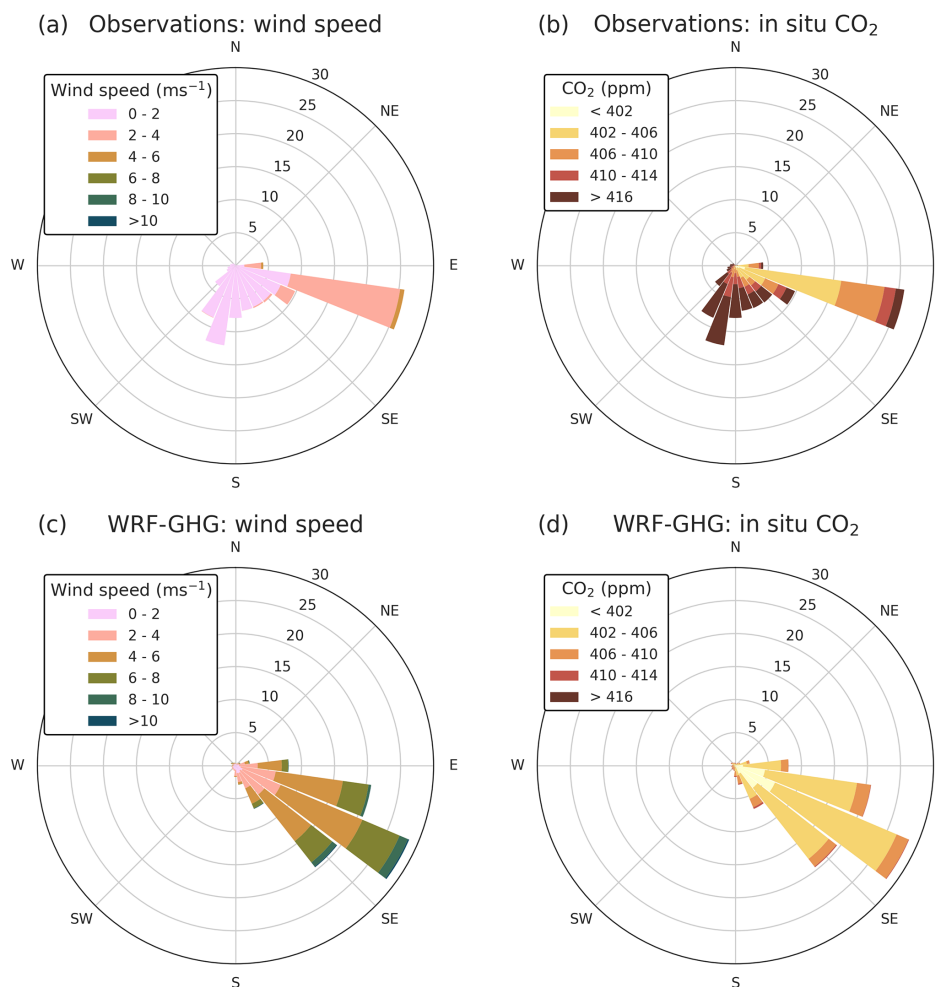 (a) Observations: wind speed
N
30
Wind speed (ms⁻¹)
0 - 2
2 - 4
4 - 6
6 - 8
8 - 10
>10
25
NE
20
15
10
5
W
E
SW
SE
S
(b) Observations: in situ CO₂
N
30
CO₂ (ppm)
< 402
402 - 406
406 - 410
410 - 414
> 416
25
NE
20
15
10
5
W
E
SW
SE
S
(c) WRF-GHG: wind speed
N
30
Wind speed (ms⁻¹)
0 - 2
2 - 4
4 - 6
6 - 8
8 - 10
>10
25
NE
20
15
10
5
W
E
SW
SE
S
(d) WRF-GHG: in situ CO₂
N
30
CO₂ (ppm)
< 402
402 - 406
406 - 410
410 - 414
> 416
25
NE
20
15
10
5
W
E
SW
SE
S